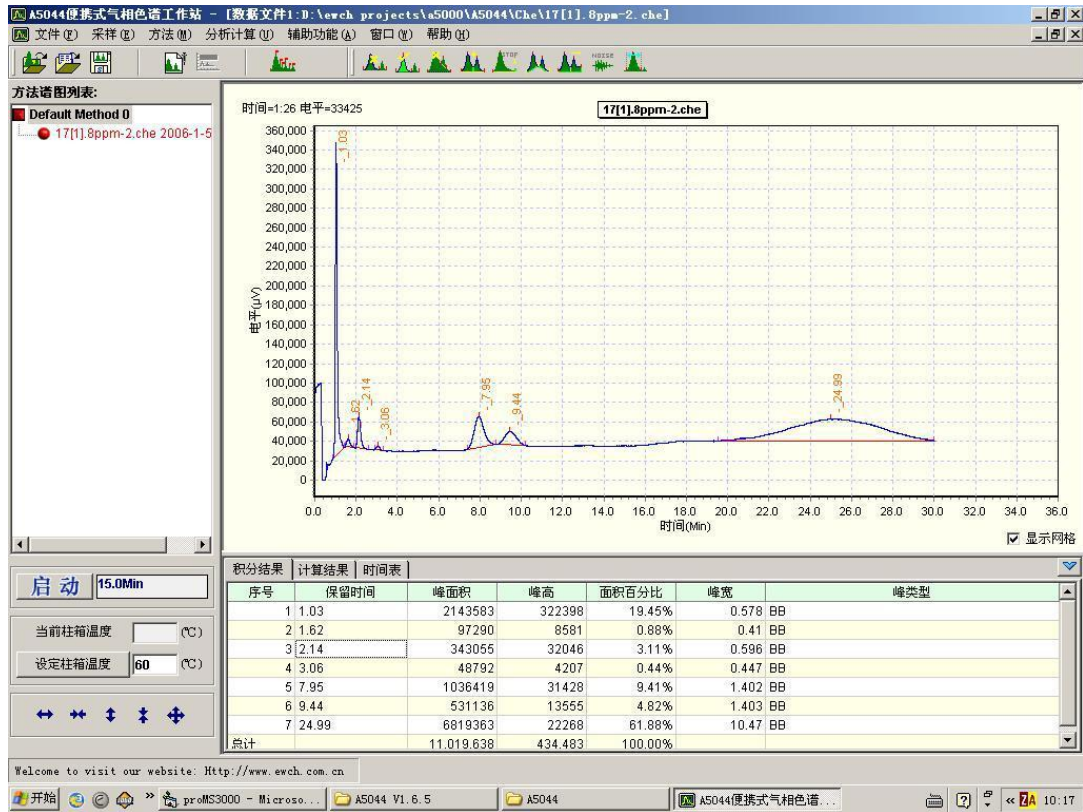 A5044便携式气相色谱工作站 - [数据文件1:D:\ewch projects\a5000\A5044\Che\17[1].8ppm-2.che]
文件(F) 采样(E) 方法(M) 分析计算(U) 辅助功能(A) 窗口(W) 帮助(H)
STOP NOISE
方法谱图列表:
Default Method 0
17[1].8ppm-2.che 2006-1-5
时间=1:26 电平=33425
17[1].8ppm-2.che
电平(μV)
360,000
340,000
320,000
300,000
280,000
260,000
240,000
220,000
200,000
180,000
160,000
140,000
120,000
100,000
80,000
60,000
40,000
20,000
0
-_1.03
1.62
-_2.14
-_3.06
-_7.95
-_9.44
-_24.99
0.0 2.0 4.0 6.0 8.0 10.0 12.0 14.0 16.0 18.0 20.0 22.0 24.0 26.0 28.0 30.0 32.0 34.0 36.0
时间(Min)
显示网格
启动 15.0Min
当前柱箱温度 (℃)
设定柱箱温度 60 (℃)
积分结果 计算结果 时间表
序号 保留时间 峰面积 峰高 面积百分比 峰宽 峰类型
1 1.03 2143583 322398 19.45% 0.578 BB
2 1.62 97290 8581 0.88% 0.41 BB
3 2.14 343055 32046 3.11% 0.596 BB
4 3.06 48792 4207 0.44% 0.447 BB
5 7.95 1036419 31428 9.41% 1.402 BB
6 9.44 531136 13555 4.82% 1.403 BB
7 24.99 6819363 22268 61.88% 10.47 BB
总计 11.019.638 434.483 100.00%
Welcome to visit our website: Http://www.ewch.com.cn
开始 » proMS3000 - Microso... A5044 V1.6.5 A5044 A5044便携式气相色谱... « ZA 10:17